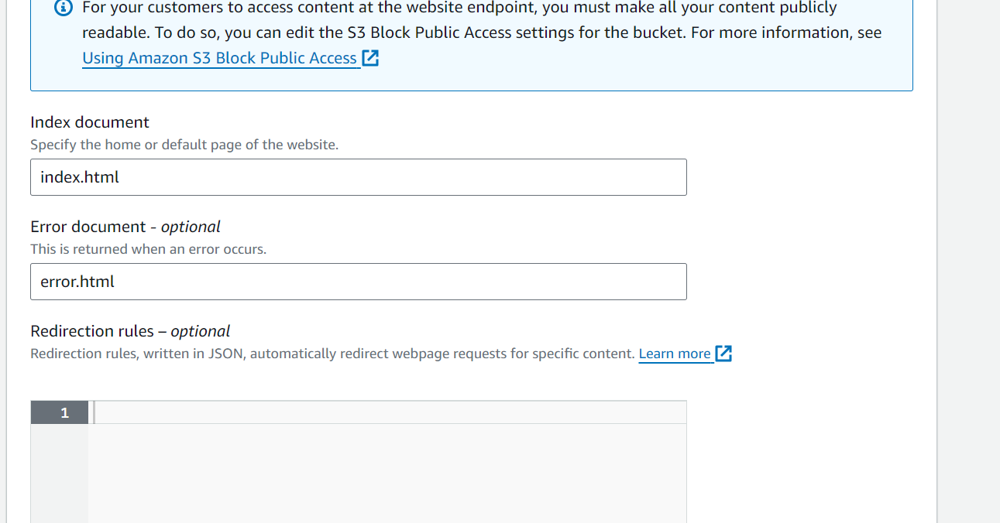 For your customers to access content at the website endpoint, you must make all your content publicly
readable. To do so, you can edit the S3 Block Public Access settings for the bucket. For more information, see
Using Amazon S3 Block Public Access
Index document
Specify the home or default page of the website.
index.html
Error document - optional
This is returned when an error occurs.
error.html
Redirection rules – optional
Redirection rules, written in JSON, automatically redirect webpage requests for specific content. Learn more
1